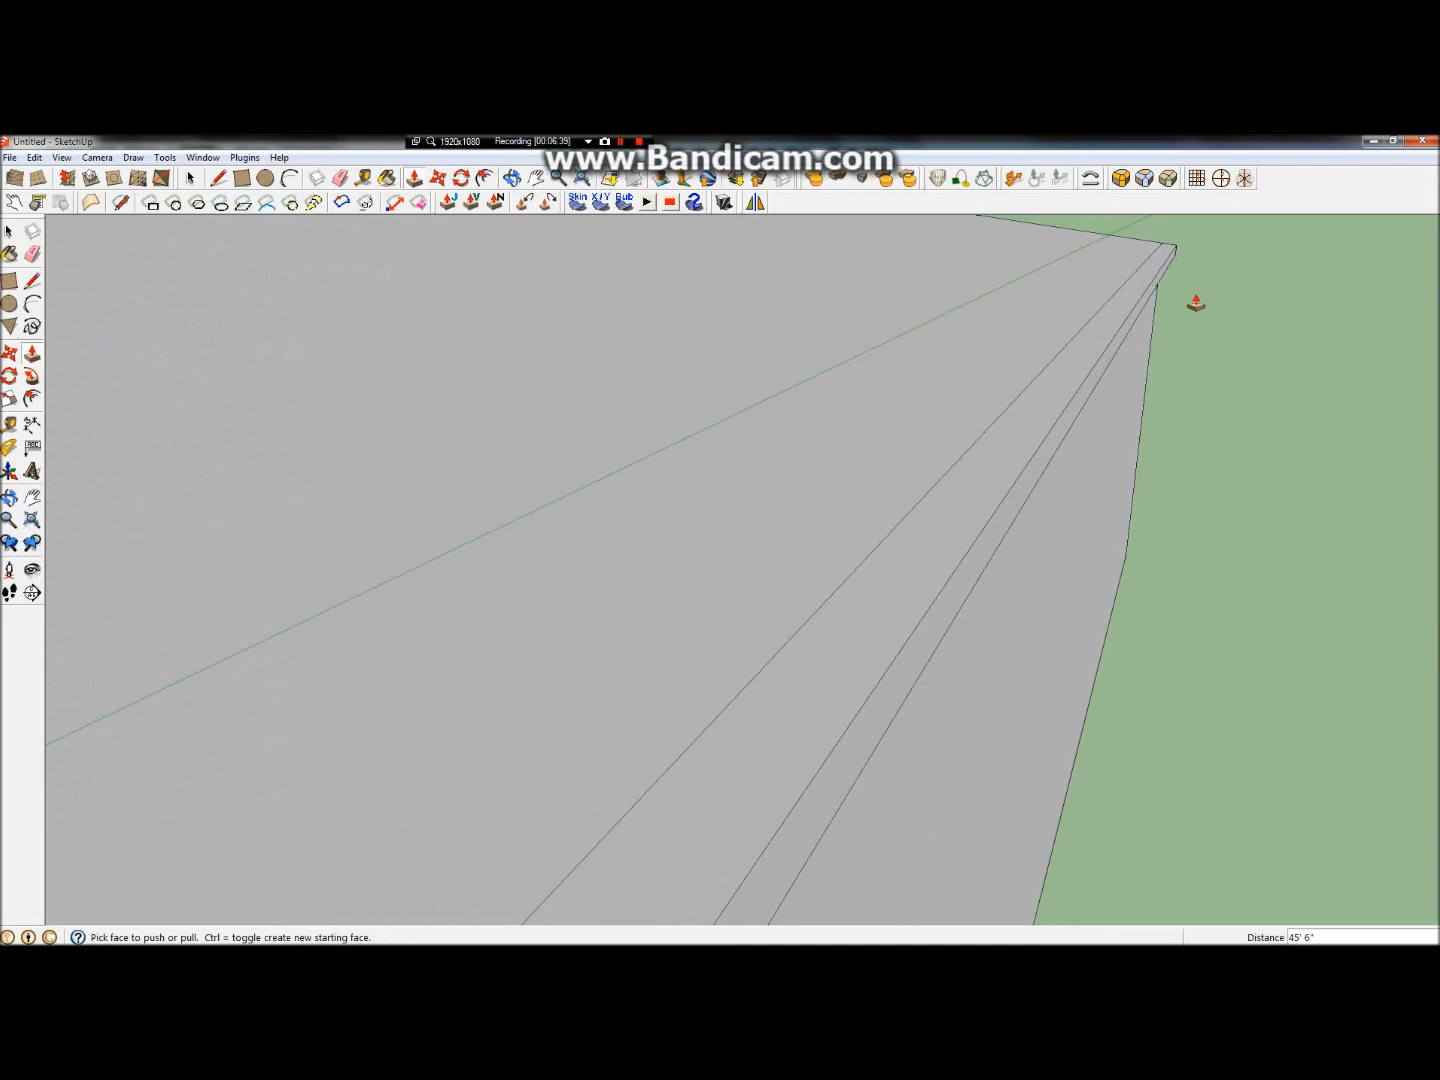 Untitled - SketchUp
1920x1080 Recording [00:06:39]
www.Bandicam.com
File Edit View Camera Draw Tools Window Plugins Help
Skin X/Y Bub
Pick face to push or pull. Ctrl = toggle create new starting face.
Distance 45' 6"